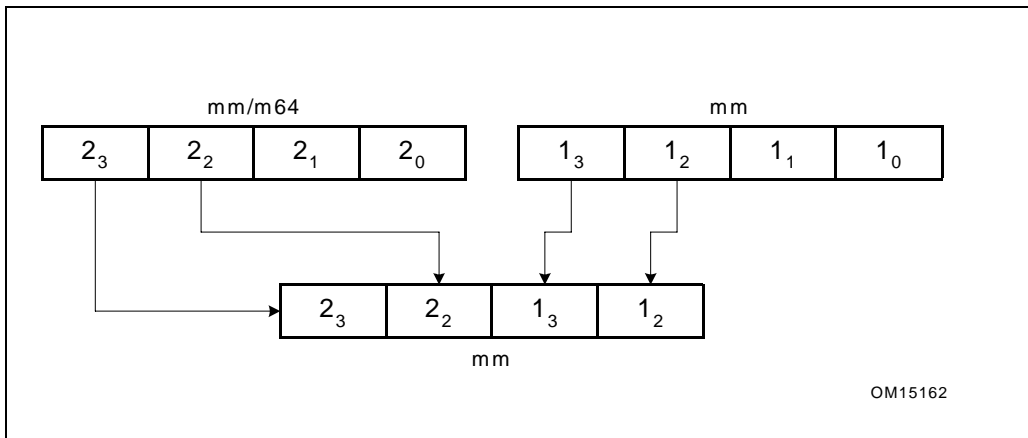 mm/m64 mm
2₃ 2₂ 2₁ 2₀ 1₃ 1₂ 1₁ 1₀
2₃ 2₂ 1₃ 1₂
mm
OM15162